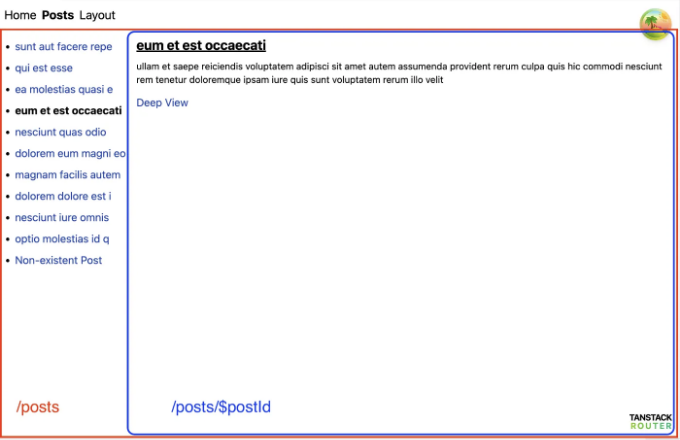 Home Posts Layout
sunt aut facere repe
qui est esse
ea molestias quasi e
eum et est occaecati
nesciunt quas odio
dolorem eum magni eo
magnam facilis autem
dolorem dolore est i
nesciunt iure omnis
optio molestias id q
Non-existent Post
/posts
eum et est occaecati
ullam et saepe reiciendis voluptatem adipisci sit amet autem assumenda provident rerum culpa quis hic commodi nesciunt
rem tenetur doloremque ipsam iure quis sunt voluptatem rerum illo velit
Deep View
/posts/$postId
TANSTACK
ROUTER